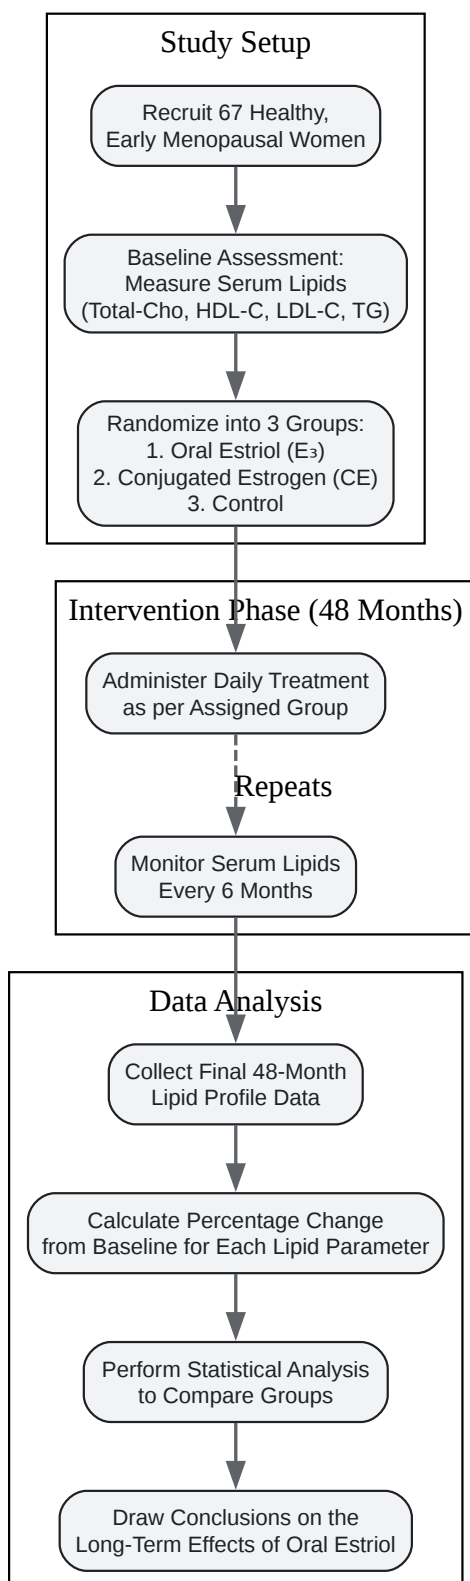 Study Setup
Recruit 67 Healthy,
Early Menopausal Women
Baseline Assessment:
Measure Serum Lipids
(Total-Cho, HDL-C, LDL-C, TG)
Randomize into 3 Groups:
1. Oral Estriol (E₃)
2. Conjugated Estrogen (CE)
3. Control
Intervention Phase (48 Months)
Administer Daily Treatment
as per Assigned Group
Repeats
Monitor Serum Lipids
Every 6 Months
Data Analysis
Collect Final 48-Month
Lipid Profile Data
Calculate Percentage Change
from Baseline for Each Lipid Parameter
Perform Statistical Analysis
to Compare Groups
Draw Conclusions on the
Long-Term Effects of Oral Estriol